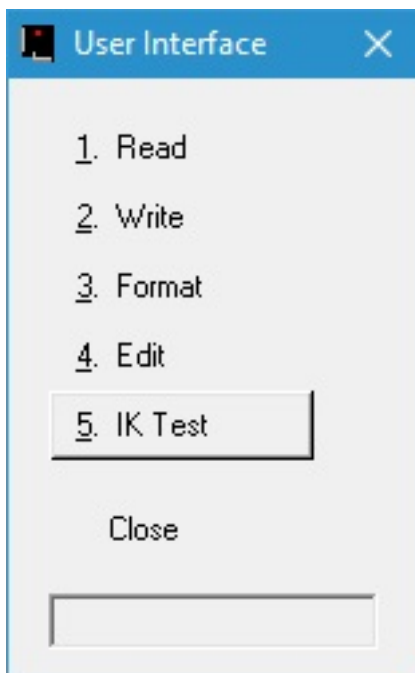 User Interface
1. Read
2. Write
3. Format
4. Edit
5. IK Test
Close